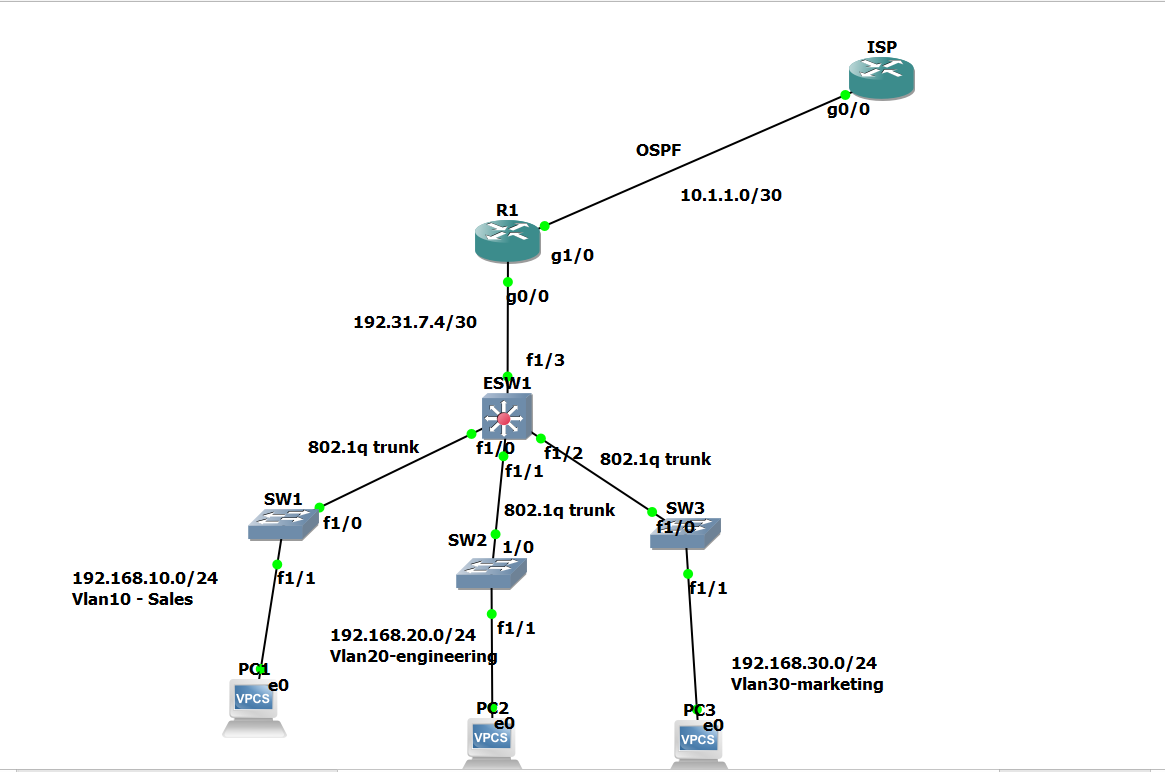 ISP
g0/0
OSPF
10.1.1.0/30
R1
g1/0
g0/0
192.31.7.4/30
f1/3
ESW1
802.1q trunk
f1/0
f1/2
802.1q trunk
f1/1
SW1
f1/0
802.1q trunk
SW3
f1/0
SW2
1/0
192.168.10.0/24
Vlan10 - Sales
f1/1
f1/1
192.168.20.0/24
Vlan20-engineering
f1/1
192.168.30.0/24
Vlan30-marketing
PC1
e0
VPCS
PC2
e0
VPCS
PC3
e0
VPCS